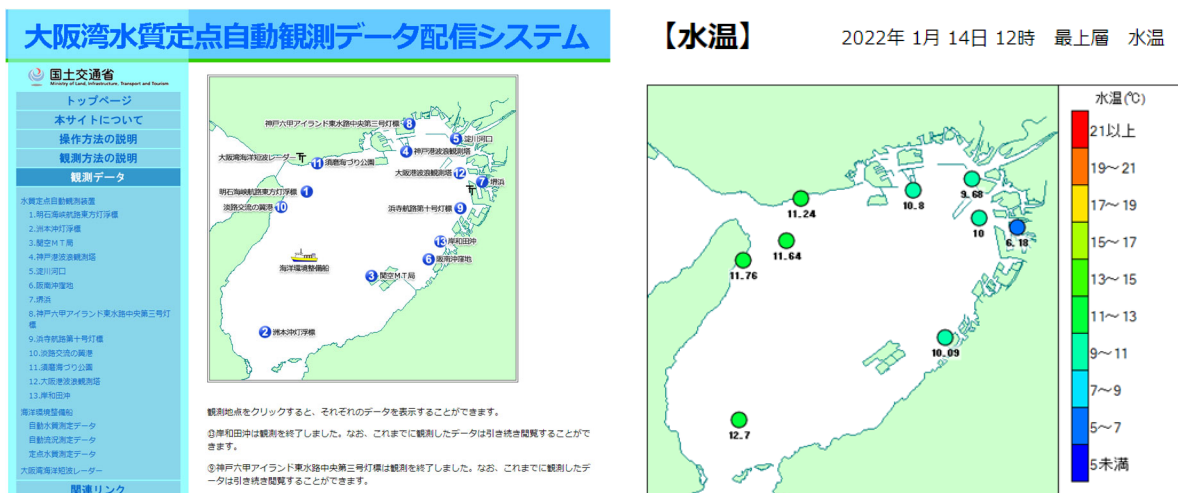 大阪湾水質定点自動観測データ配信システム
国土交通省
Ministry of Land, Infrastructure, Transport and Tourism
トップページ
本サイトについて
操作方法の説明
観測方法の説明
観測データ
水質定点自動観測装置
1.明石海峡航路東方灯浮標
2.洲本沖灯浮標
3.関空MT局
4.神戸港波浪観測塔
5.淀川河口
6.阪南沖窪地
7.堺浜
8.神戸六甲アイランド東水路中央第三号灯
標
9.浜寺航路第十号灯標
10.淡路交流の翼港
11.須磨海づり公園
12.大阪港波浪観測塔
13.岸和田沖
海洋環境整備船
自動水質測定データ
自動流況測定データ
定点水質測定データ
大阪湾海洋短波レーダー
関連リンク
神戸六甲アイランド東水路中央第三号灯標 8
5 淀川河口
4 神戸港波浪観測塔
大阪湾海洋短波レーダー
11 須磨海づり公園
大阪港波浪観測塔 12
7 堺浜
明石海峡航路東方灯浮標 1
淡路交流の翼港 10
浜寺航路第十号灯標 9
13 岸和田沖
6 阪南沖窪地
海洋環境整備船
3 関空MT局
2 洲本沖灯浮標
観測地点をクリックすると、それぞれのデータを表示することができます。
⑬岸和田沖は観測を終了しました。なお、これまでに観測したデータは引き続き閲覧することがで
きます。
⑧神戸六甲アイランド東水路中央第三号灯標は観測を終了しました。なお、これまでに観測したデ
ータは引き続き閲覧することができます。
【水温】
2022年 1月 14日 12時 最上層 水温
9.68
10.8
11.24
10
6.18
11.64
11.76
10.09
12.7
水温(℃)
21以上
19～21
17～19
15～17
13～15
11～13
9～11
7～9
5～7
5未満